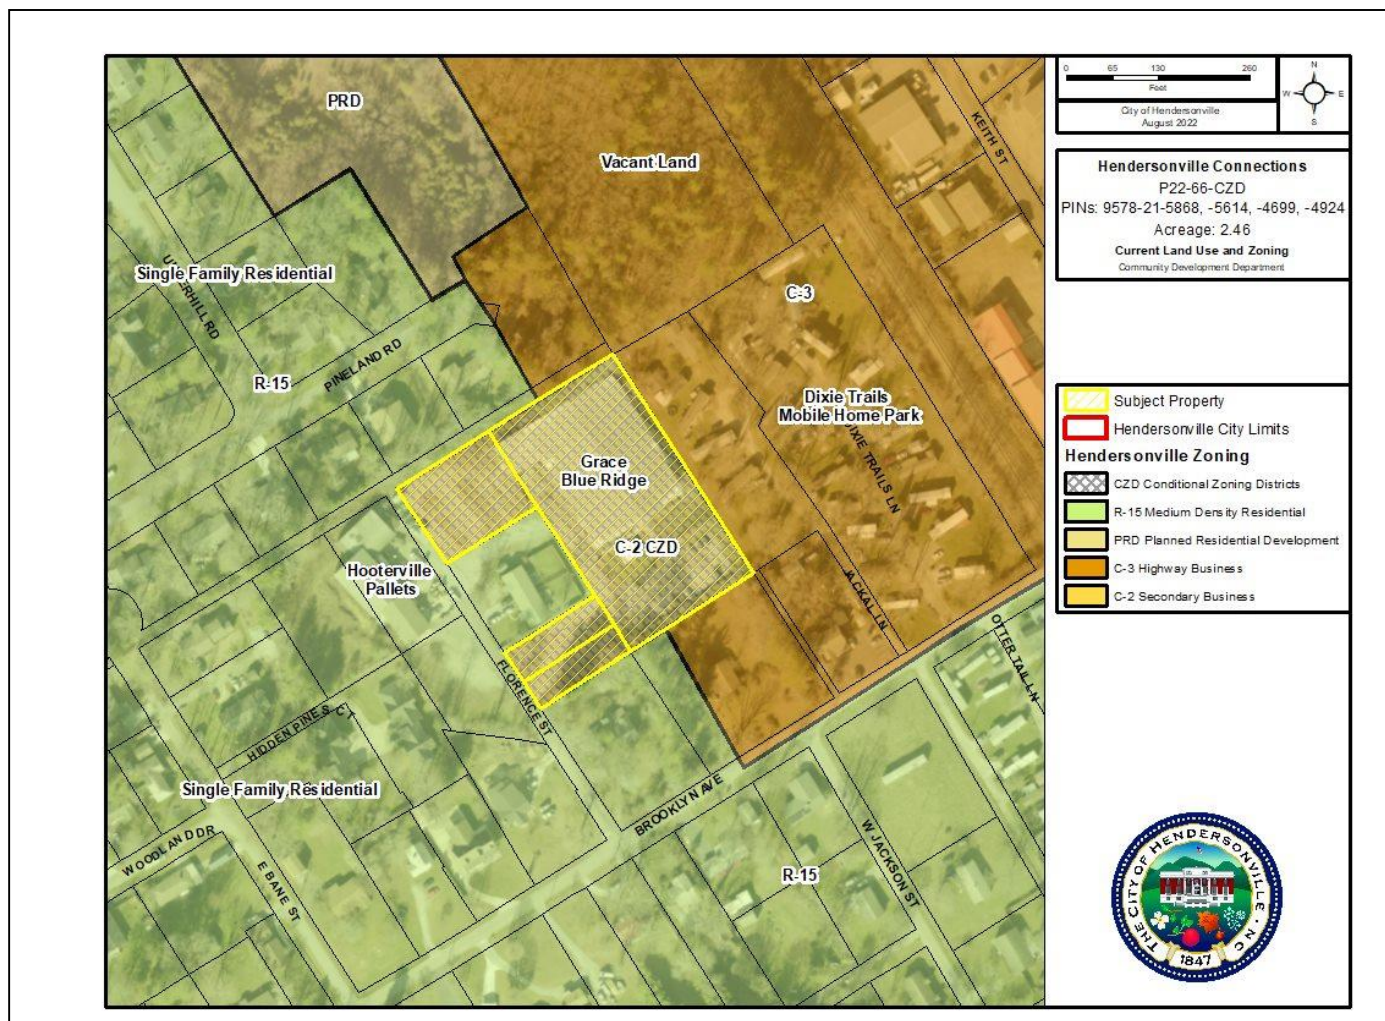 PRD
Vacant Land
KEITH ST
Single Family Residential
C-3
R-15
PINELAND RD
Dixie Trails
Mobile Home Park
DIXIE TRAILS LN
Grace
Blue Ridge
C-2 CZD
Hooterville
Pallets
JACKAL LN
OTTER TAIL LN
FLORENCE ST
HIDDEN PINES CT
Single Family Residential
BROOKLYN AVE
WOODLAND DR
E BANE ST
W JACKSON ST
R-15
0 65 130 260
Feet
N
W E
S
City of Hendersonville
August 2022
Hendersonville Connections
P22-66-CZD
PINs: 9578-21-5868, -5614, -4699, -4924
Acreage: 2.46
Current Land Use and Zoning
Community Development Department
Subject Property
Hendersonville City Limits
Hendersonville Zoning
CZD Conditional Zoning Districts
R-15 Medium Density Residential
PRD Planned Residential Development
C-3 Highway Business
C-2 Secondary Business
THE CITY OF HENDERSONVILLE, NC
1847